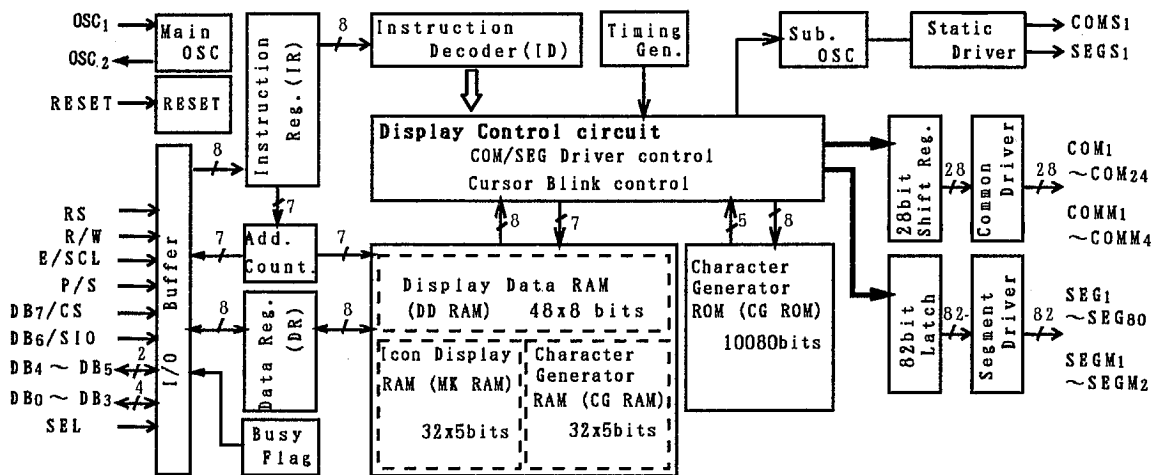 OSC1
OSC2
RESET
Main
OSC
RESET
Instruction
Reg.(IR)
8
Instruction
Decoder(ID)
Timing
Gen.
Sub.
OSC
Static
Driver
COMS1
SEGS1
Display Control circuit
COM/SEG Driver control
Cursor Blink control
28bit
Shift Reg.
28
Common
Driver
28
COM1
~COM24
COMM1
~COMM4
8
7
8
7
5
8
RS
R/W
E/SCL
P/S
DB7/CS
DB6/SIO
DB4~DB5
2
DB0~DB3
4
SEL
I/O Buffer
7
Add.
Count.
7
8
Data Reg.
(DR)
8
Busy
Flag
Display Data RAM
(DD RAM) 48x8 bits
Icon Display
RAM (MK RAM)
32x5bits
Character
Generator
RAM (CG RAM)
32x5bits
Character
Generator
ROM (CG ROM)
10080bits
82bit
Latch
82
Segment
Driver
82
SEG1
~SEG80
SEGM1
~SEGM2